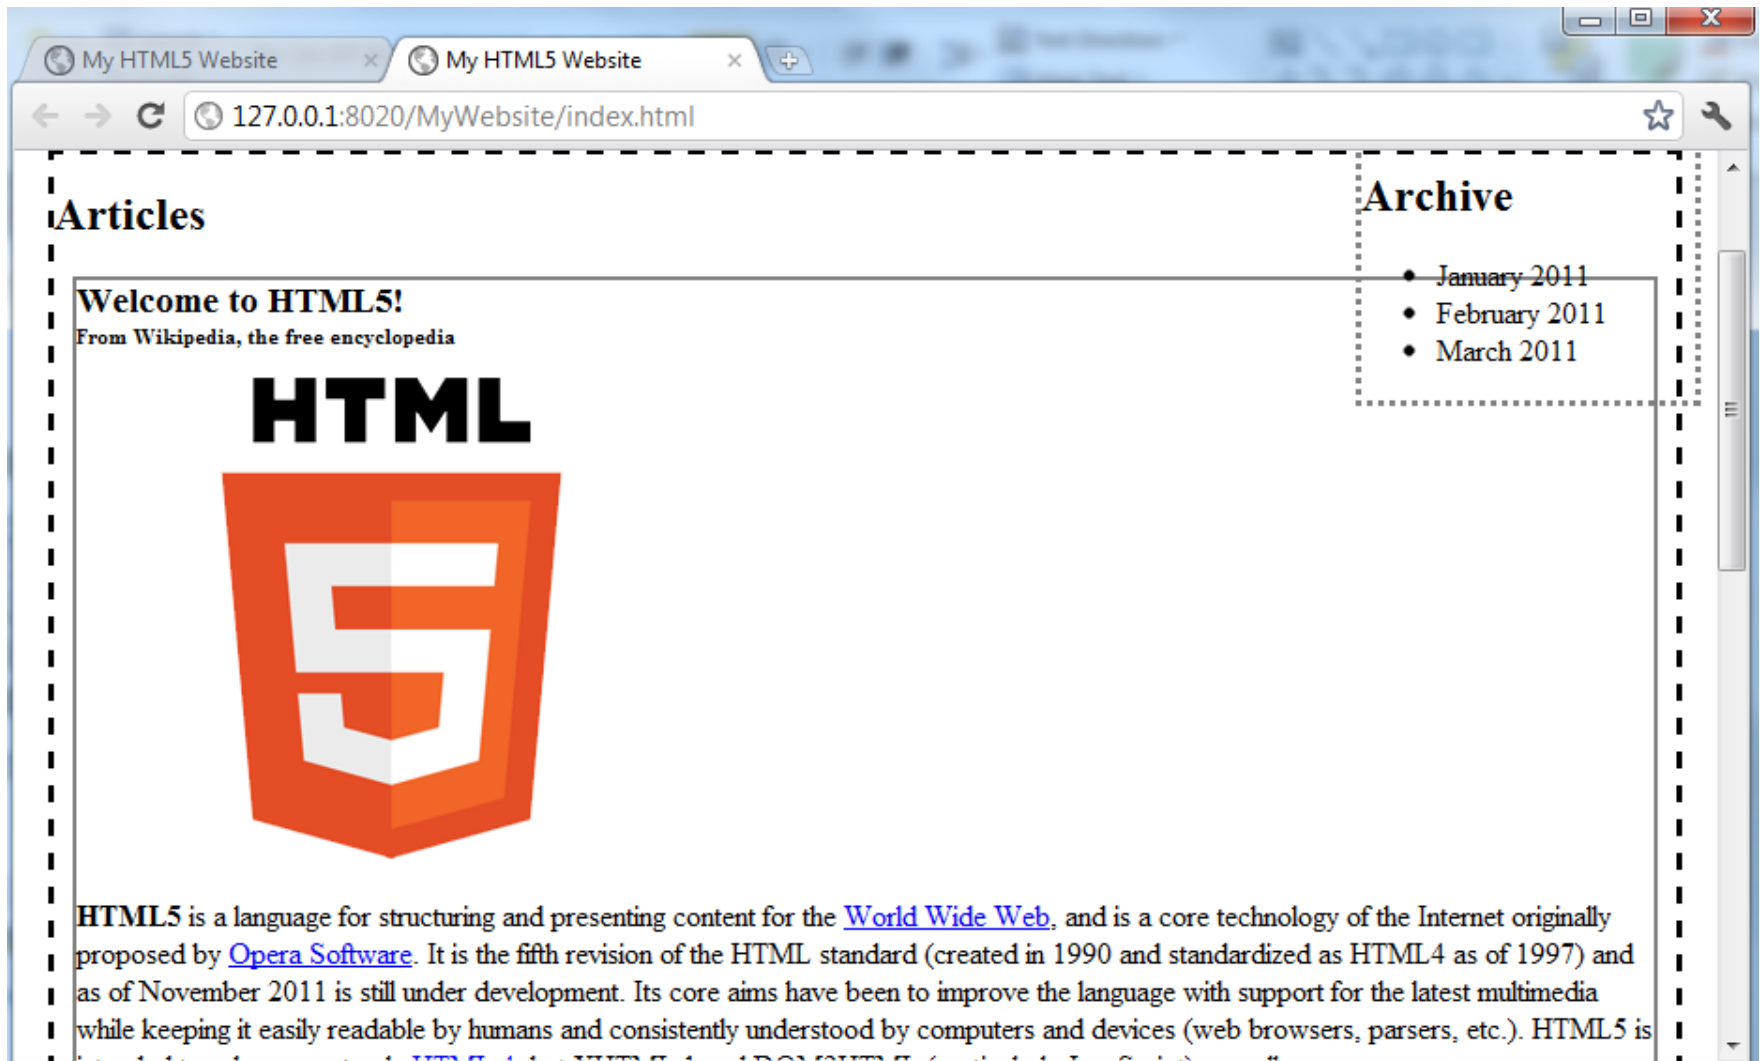 My HTML5 Website
My HTML5 Website
127.0.0.1:8020/MyWebsite/index.html
Articles
Archive
January 2011
February 2011
March 2011
Welcome to HTML5!
From Wikipedia, the free encyclopedia
HTML
5
HTML5 is a language for structuring and presenting content for the World Wide Web, and is a core technology of the Internet originally
proposed by Opera Software. It is the fifth revision of the HTML standard (created in 1990 and standardized as HTML4 as of 1997) and
as of November 2011 is still under development. Its core aims have been to improve the language with support for the latest multimedia
while keeping it easily readable by humans and consistently understood by computers and devices (web browsers, parsers, etc.). HTML5 is